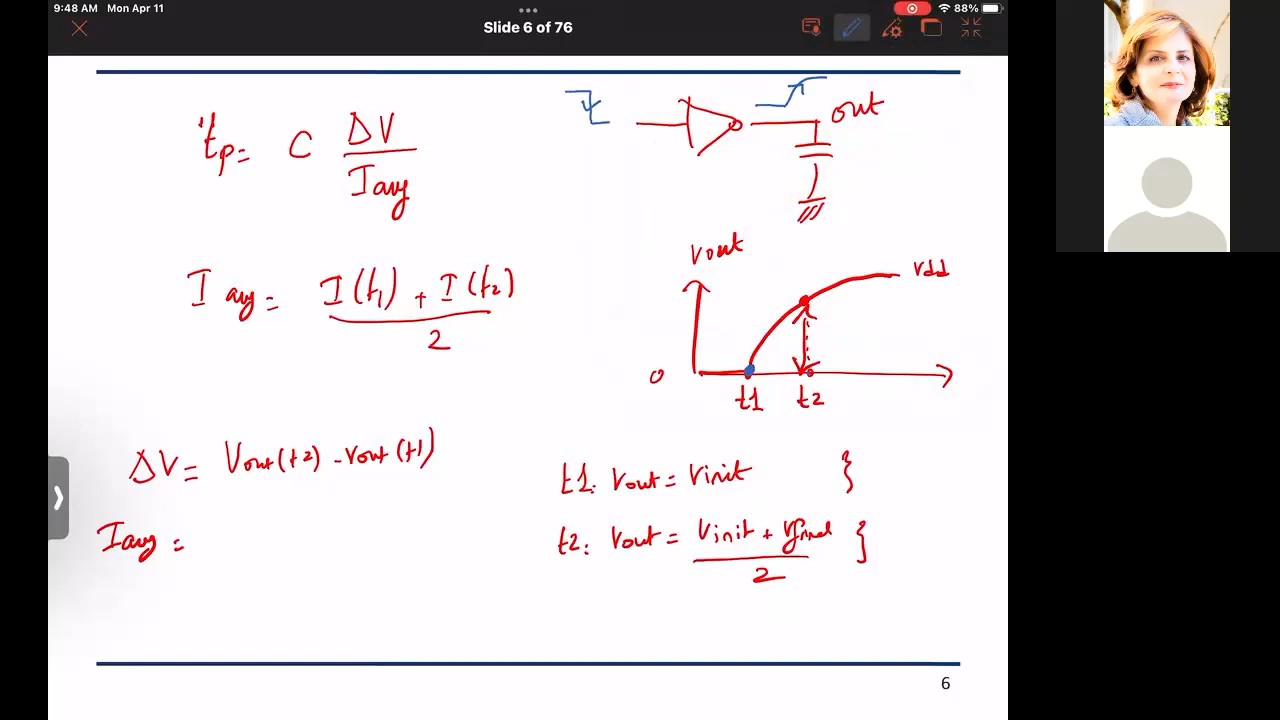 9:48 AM Mon Apr 11
88%
Slide 6 of 76
tp = C ΔV / Iavg
out
Vout
Vdd
Iavg = I(t1) + I(t2) / 2
0
t1 t2
ΔV = Vout(t2) - Vout(t1)
t1: Vout = Vinit }
Iavg =
t2: Vout = Vinit + Vfinal / 2 }
6